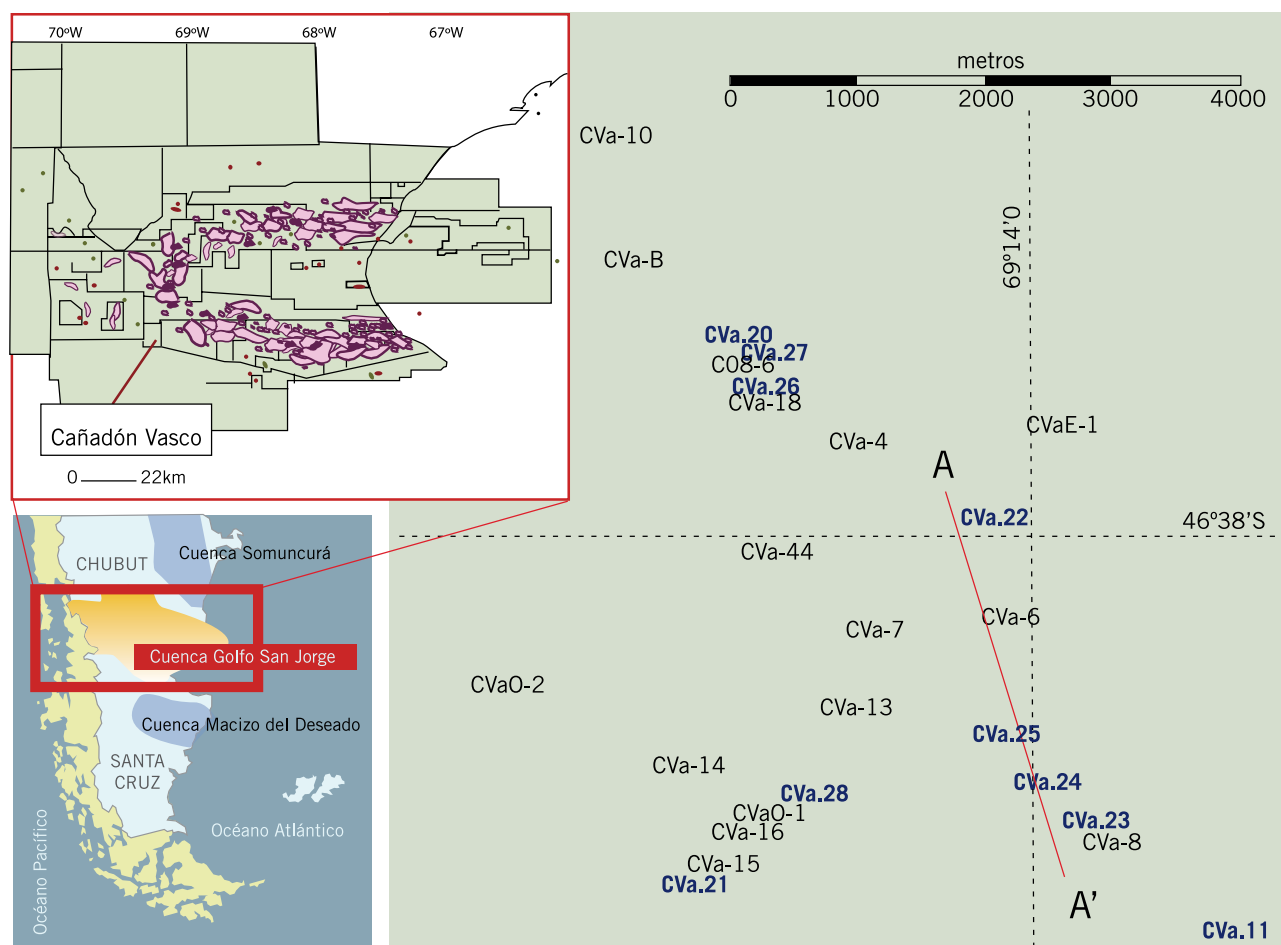 70ºW 69ºW 68ºW 67ºW
Cañadón Vasco
0 22km
CHUBUT
Cuenca Somuncurá
Cuenca Golfo San Jorge
Cuenca Macizo del Deseado
SANTA
CRUZ
Océano Atlántico
Océano Pacífico
metros
0 1000 2000 3000 4000
CVa-10
69º14'0
CVa-B
CVa.20
CVa.27
C08-6
CVa.26
CVa-18
CVaE-1
CVa-4
A
CVa.22
46º38'S
CVa-44
CVa-6
CVa-7
CVaO-2
CVa-13
CVa.25
CVa-14
CVa.24
CVa.28
CVaO-1
CVa.23
CVa-16
CVa-8
CVa-15
CVa.21
A'
CVa.11